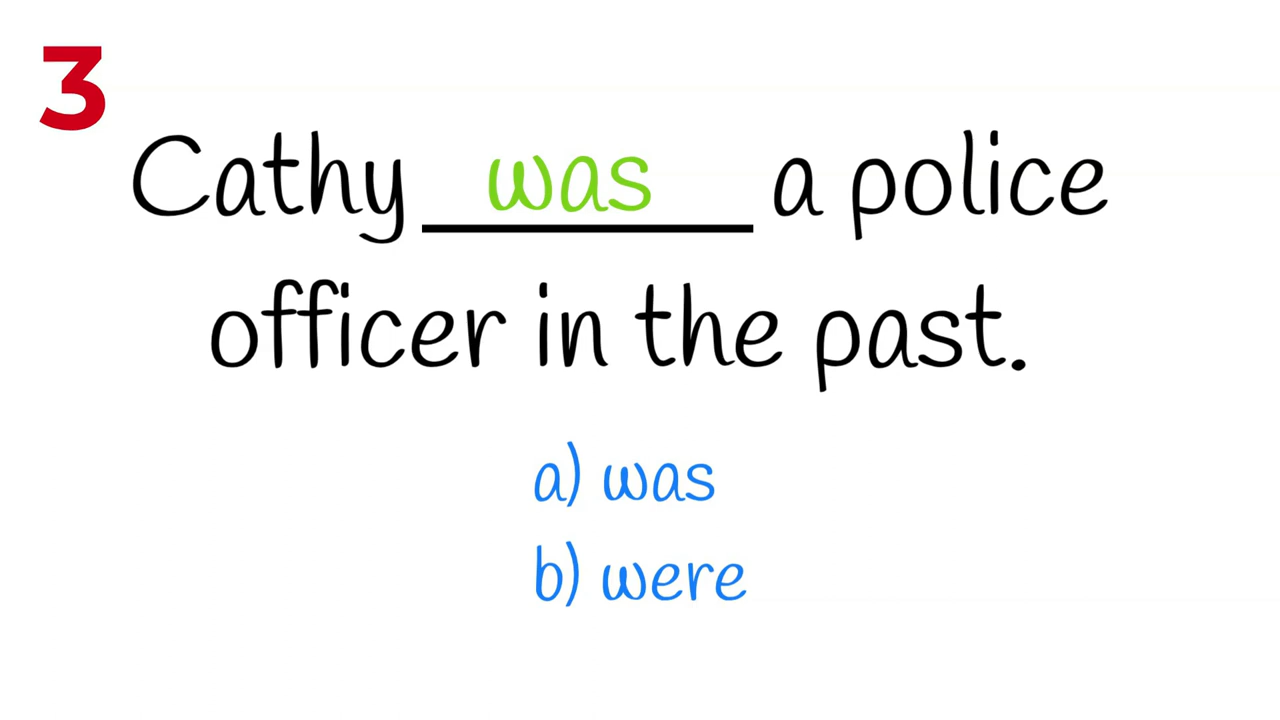 3
Cathy was a police
officer in the past.
a) was
b) were